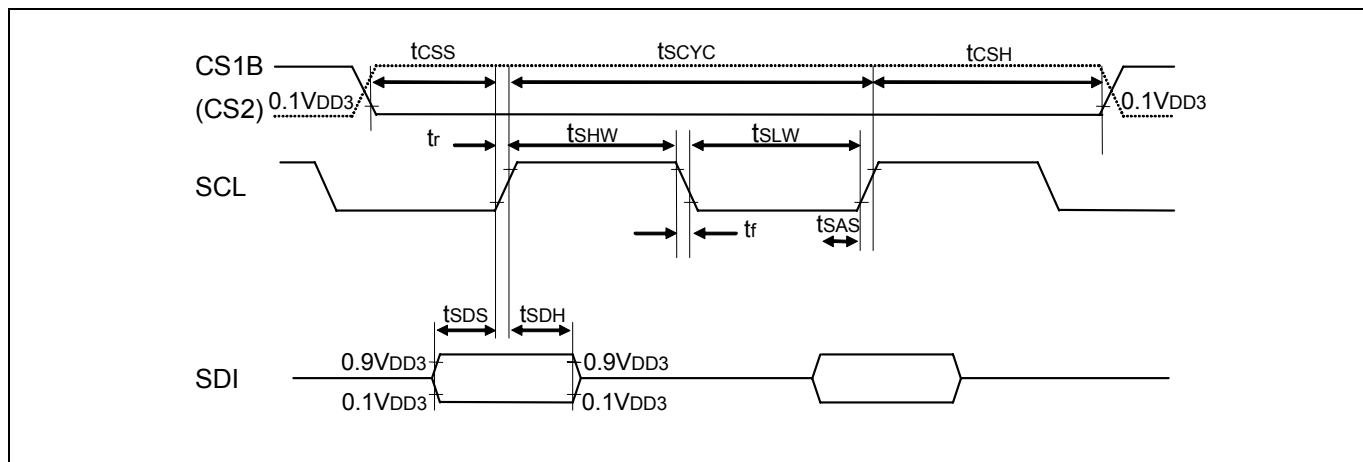 tCSS tSCYC tCSH
CS1B
0.1VDD3 0.1VDD3
(CS2)
tr tSHW tSLW
SCL
tf tSAS
tSDS tSDH
0.9VDD3 0.9VDD3
SDI
0.1VDD3 0.1VDD3